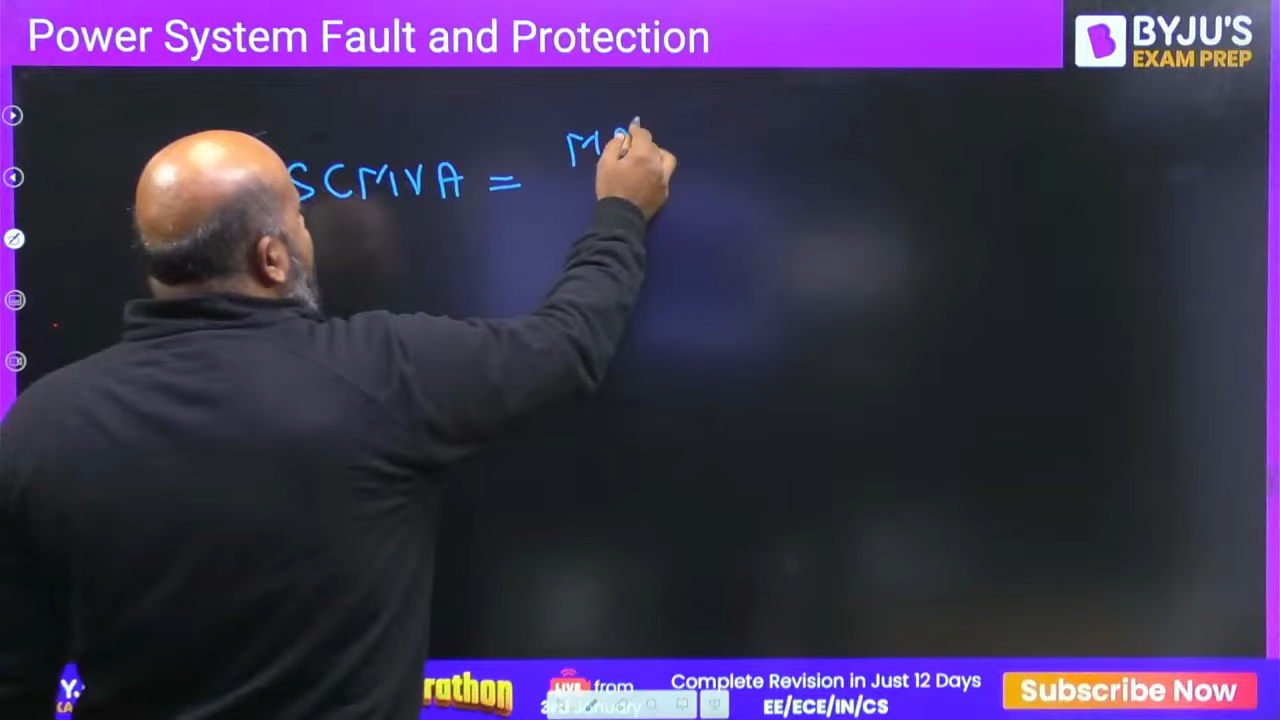 Power System Fault and Protection
BYJU'S
EXAM PREP
SCMVA =
rathon
LIVE from
Complete Revision in Just 12 Days
EE/ECE/IN/CS
Subscribe Now